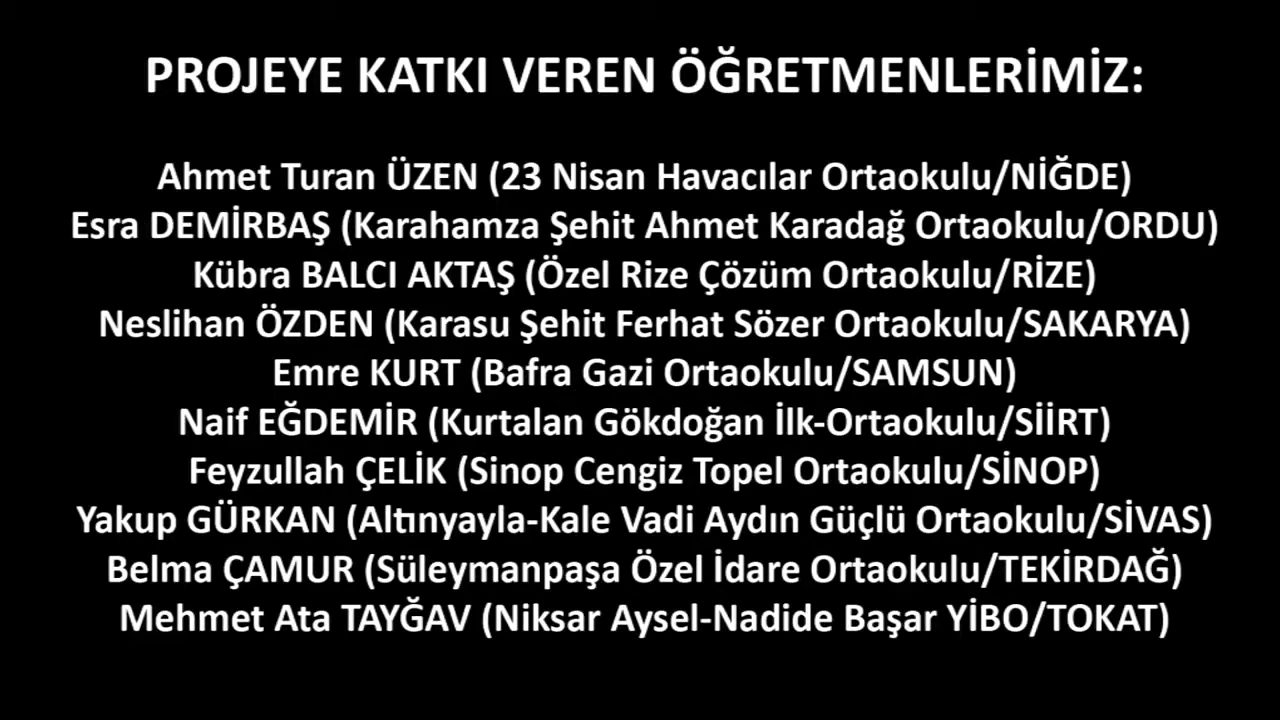 PROJEYE KATKI VEREN ÖĞRETMENLERİMİZ:
Ahmet Turan ÜZEN (23 Nisan Havacılar Ortaokulu/NİĞDE)
Esra DEMİRBAŞ (Karahamza Şehit Ahmet Karadağ Ortaokulu/ORDU)
Kübra BALCI AKTAŞ (Özel Rize Çözüm Ortaokulu/RİZE)
Neslihan ÖZDEN (Karasu Şehit Ferhat Sözer Ortaokulu/SAKARYA)
Emre KURT (Bafra Gazi Ortaokulu/SAMSUN)
Naif EĞDEMİR (Kurtalan Gökdoğan İlk-Ortaokulu/SİİRT)
Feyzullah ÇELİK (Sinop Cengiz Topel Ortaokulu/SİNOP)
Yakup GÜRKAN (Altınyayla-Kale Vadi Aydın Güçlü Ortaokulu/SİVAS)
Belma ÇAMUR (Süleymanpaşa Özel İdare Ortaokulu/TEKİRDAĞ)
Mehmet Ata TAYĞAV (Niksar Aysel-Nadide Başar YİBO/TOKAT)